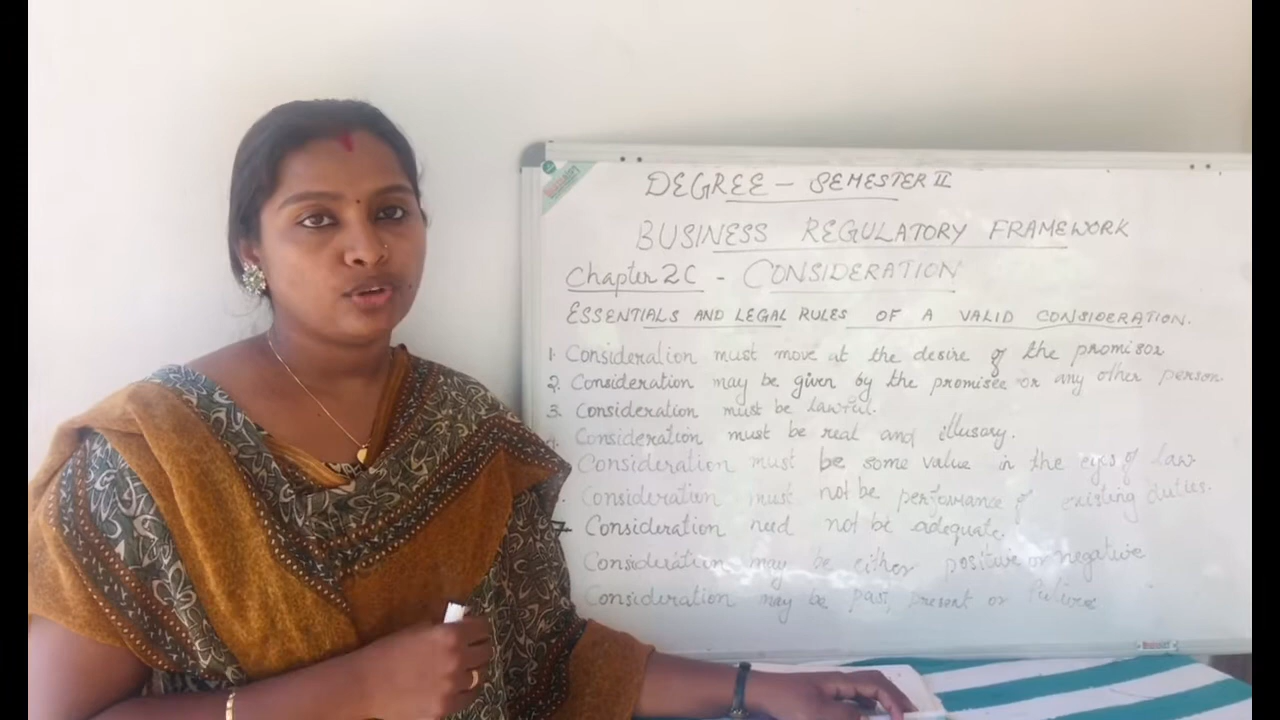 DEGREE - SEMESTER II
BUSINESS REGULATORY FRAMEWORK
Chapter 2C - CONSIDERATION
ESSENTIALS AND LEGAL RULES OF A VALID CONSIDERATION.
1. Consideration must move at the desire of the promisor
2. Consideration may be given by the promisee or any other person
3. Consideration must be lawful.
4. Consideration must be real and illusory.
Consideration must be some value in the eyes of law
Consideration must not be performance of existing duties.
7 Consideration need not be adequate.
Consideration may be either positive or negative
Consideration may be past, present or future